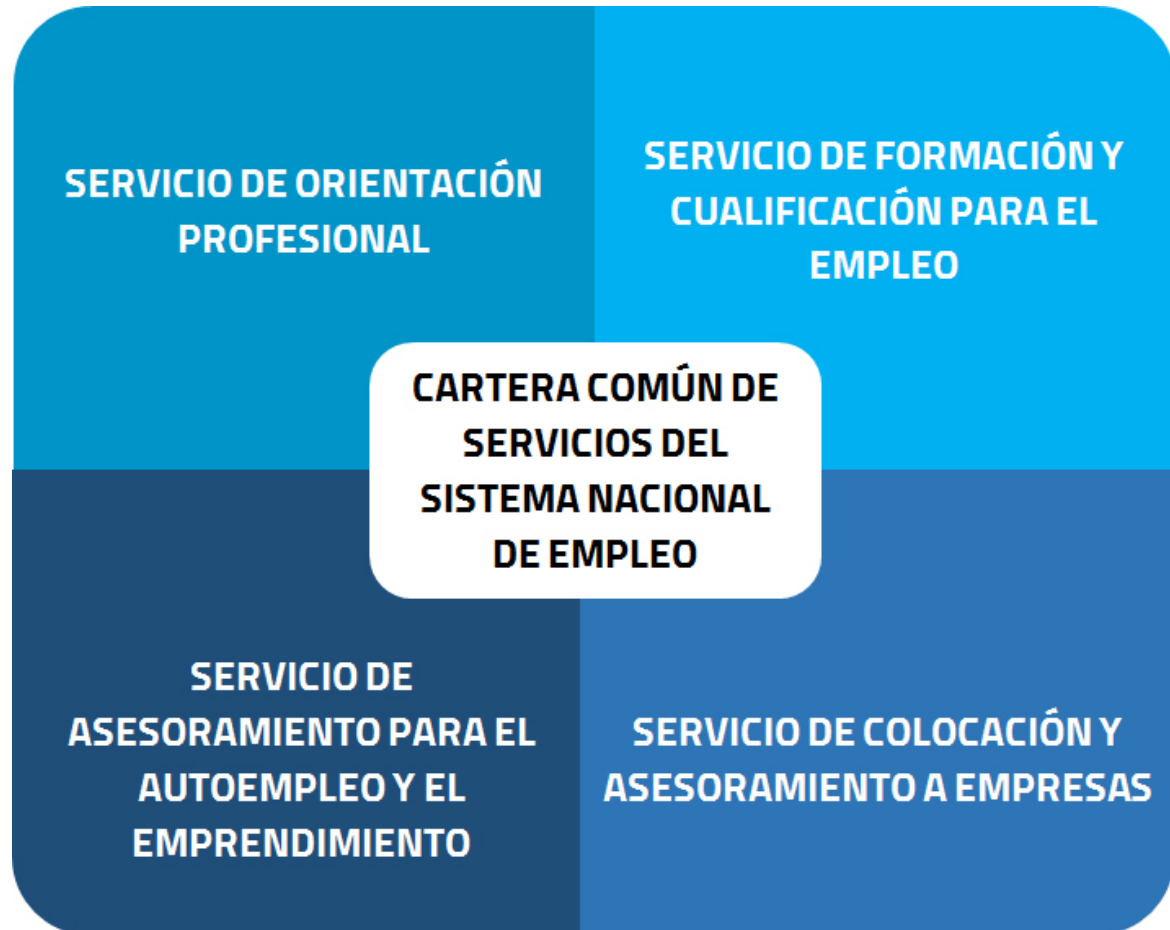 SERVICIO DE ORIENTACIÓN
PROFESIONAL
SERVICIO DE FORMACIÓN Y
CUALIFICACIÓN PARA EL
EMPLEO
CARTERA COMÚN DE
SERVICIOS DEL
SISTEMA NACIONAL
DE EMPLEO
SERVICIO DE
ASESORAMIENTO PARA EL
AUTOEMPLEO Y EL
EMPRENDIMIENTO
SERVICIO DE COLOCACIÓN Y
ASESORAMIENTO A EMPRESAS